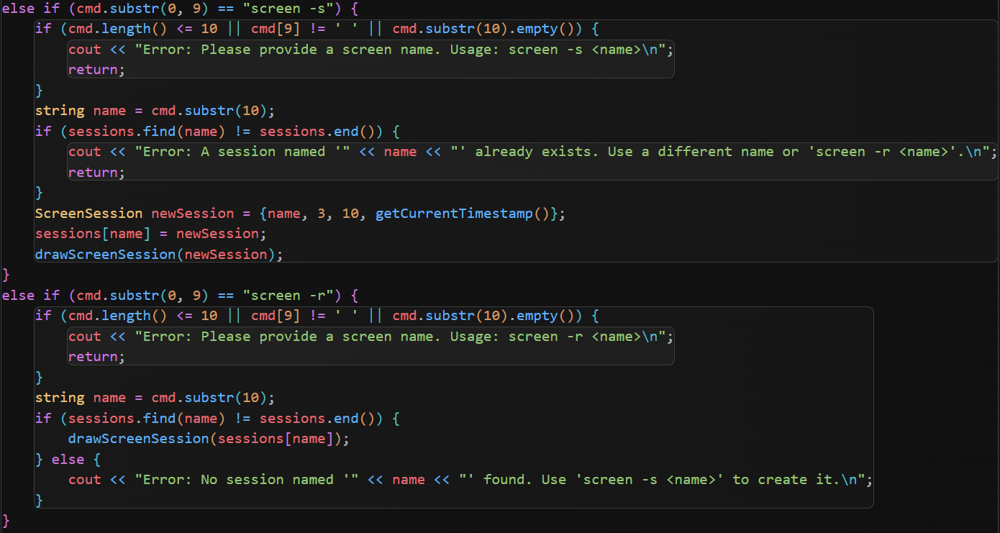 else if (cmd.substr(0, 9) == "screen -s") {
    if (cmd.length() <= 10 || cmd[9] != ' ' || cmd.substr(10).empty()) {
        cout << "Error: Please provide a screen name. Usage: screen -s <name>\n";
        return;
    }
    string name = cmd.substr(10);
    if (sessions.find(name) != sessions.end()) {
        cout << "Error: A session named '" << name << "' already exists. Use a different name or 'screen -r <name>'.\n";
        return;
    }
    ScreenSession newSession = {name, 3, 10, getCurrentTimestamp()};
    sessions[name] = newSession;
    drawScreenSession(newSession);
}
else if (cmd.substr(0, 9) == "screen -r") {
    if (cmd.length() <= 10 || cmd[9] != ' ' || cmd.substr(10).empty()) {
        cout << "Error: Please provide a screen name. Usage: screen -r <name>\n";
        return;
    }
    string name = cmd.substr(10);
    if (sessions.find(name) != sessions.end()) {
        drawScreenSession(sessions[name]);
    } else {
        cout << "Error: No session named '" << name << "' found. Use 'screen -s <name>' to create it.\n";
    }
}